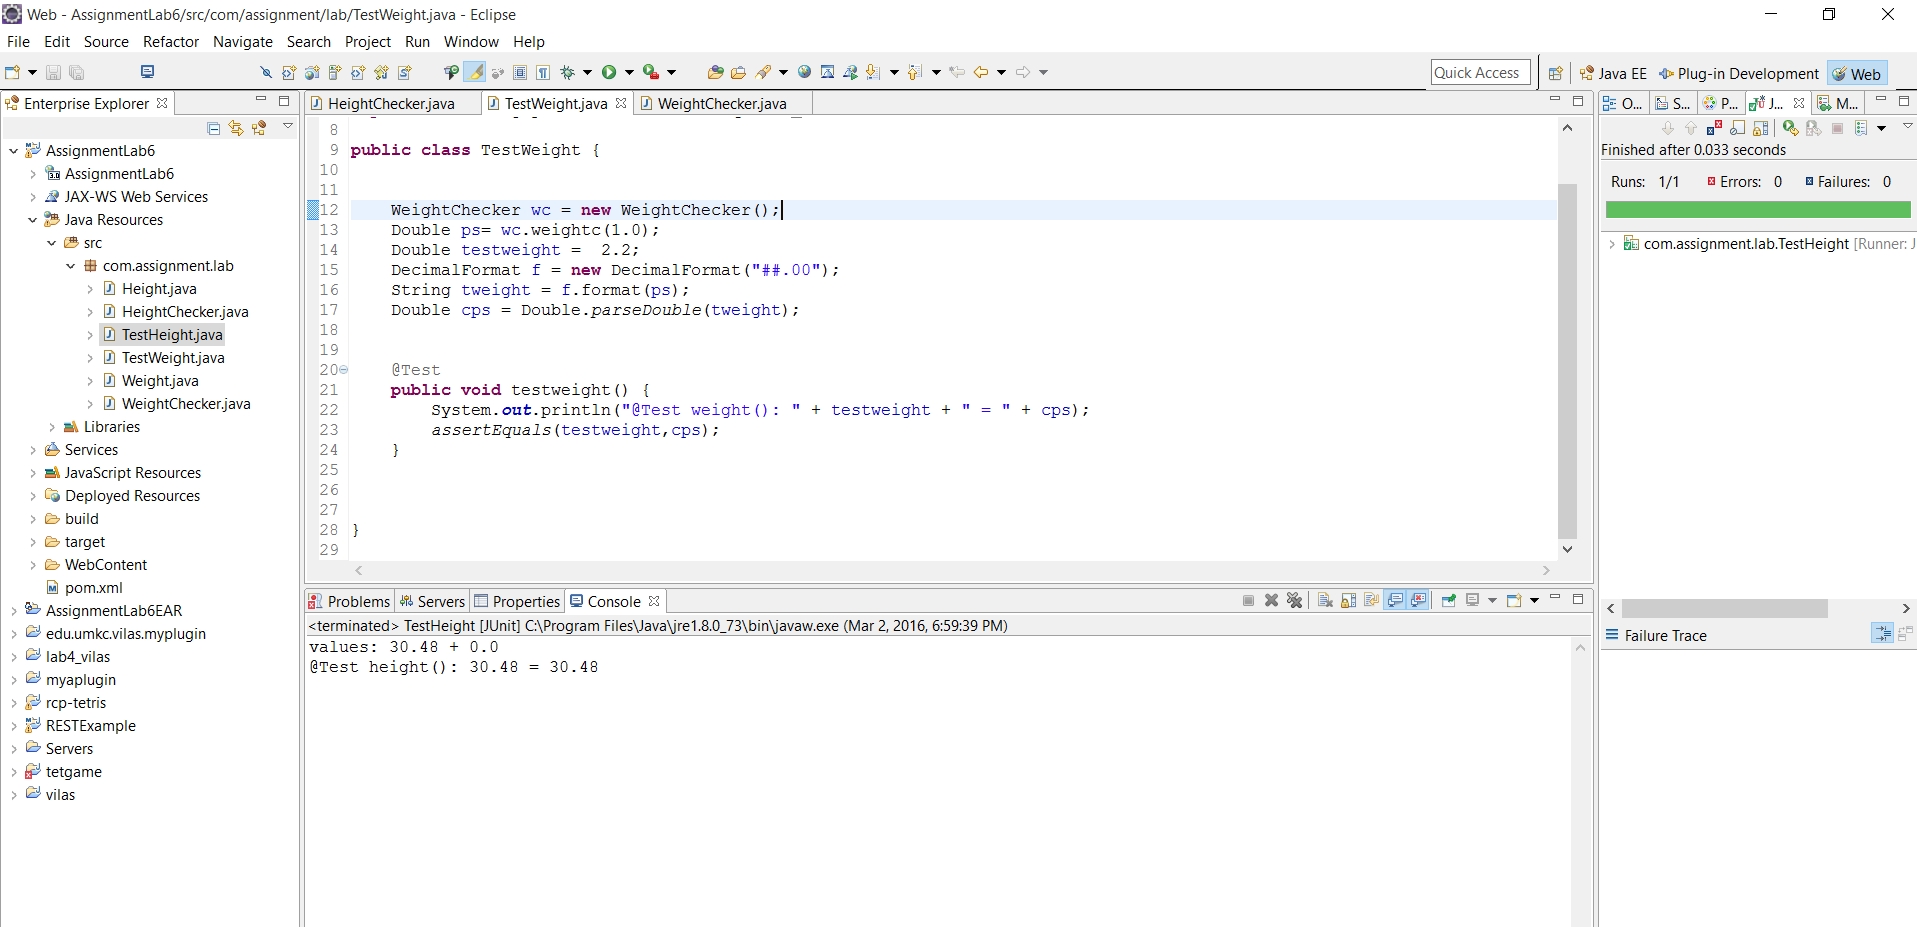 Web - AssignmentLab6/src/com/assignment/lab/TestWeight.java - Eclipse
File Edit Source Refactor Navigate Search Project Run Window Help
Quick Access
Java EE Plug-in Development Web
Enterprise Explorer
AssignmentLab6
AssignmentLab6
JAX-WS Web Services
Java Resources
src
com.assignment.lab
Height.java
HeightChecker.java
TestHeight.java
TestWeight.java
Weight.java
WeightChecker.java
Libraries
Services
JavaScript Resources
Deployed Resources
build
target
WebContent
pom.xml
AssignmentLab6EAR
edu.umkc.vilas.myplugin
lab4_vilas
myaplugin
rcp-tetris
RESTExample
Servers
tetgame
vilas
HeightChecker.java TestWeight.java WeightChecker.java
8
9 public class TestWeight {
10
11
12 WeightChecker wc = new WeightChecker();
13 Double ps= wc.weightc(1.0);
14 Double testweight = 2.2;
15 DecimalFormat f = new DecimalFormat("##.00");
16 String tweight = f.format(ps);
17 Double cps = Double.parseDouble(tweight);
18
19
20 @Test
21 public void testweight() {
22 System.out.println("@Test weight(): " + testweight + " = " + cps);
23 assertEquals(testweight,cps);
24 }
25
26
27
28 }
29
Problems Servers Properties Console
<terminated> TestHeight [JUnit] C:\Program Files\Java\jre1.8.0_73\bin\javaw.exe (Mar 2, 2016, 6:59:39 PM)
values: 30.48 + 0.0
@Test height(): 30.48 = 30.48
O... S... P... J... M...
Finished after 0.033 seconds
Runs: 1/1 Errors: 0 Failures: 0
com.assignment.lab.TestHeight [Runner: J
Failure Trace